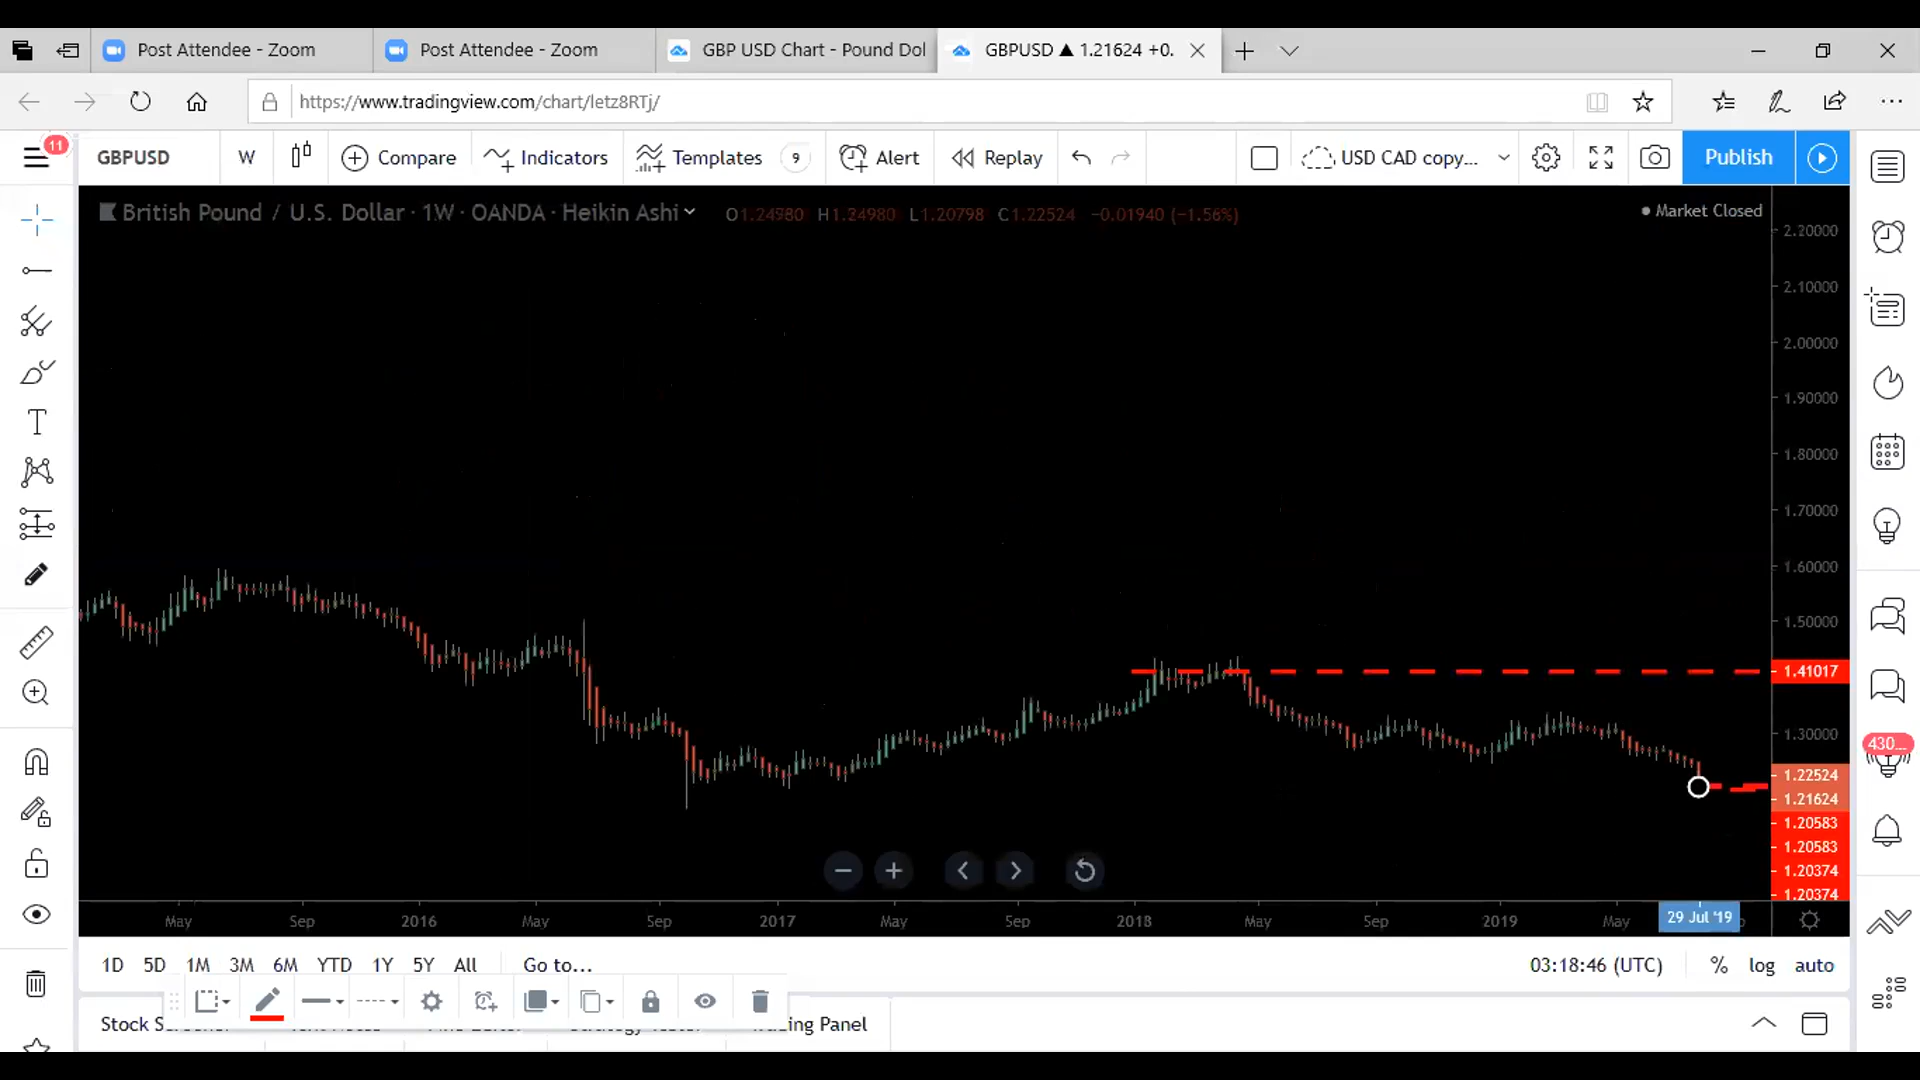 Post Attendee - Zoom
Post Attendee - Zoom
GBP USD Chart - Pound Dol
GBPUSD ▲ 1.21624 +0.
https://www.tradingview.com/chart/letz8RTj/
11
GBPUSD
W
Compare
Indicators
Templates
9
Alert
Replay
USD CAD copy...
Publish
British Pound / U.S. Dollar · 1W · OANDA · Heikin Ashi
O1.24980 H1.24980 L1.20798 C1.22524 −0.01940 (−1.56%)
Market Closed
2.20000
2.10000
2.00000
1.90000
1.80000
1.70000
1.60000
1.50000
1.41017
1.30000
430...
1.22524
1.21624
1.20583
1.20583
1.20374
1.20374
May
Sep
2016
May
Sep
2017
May
Sep
2018
May
Sep
2019
May
29 Jul '19
1D 5D 1M 3M 6M YTD 1Y 5Y All
Go to...
03:18:46 (UTC)
% log auto
Stock
Panel